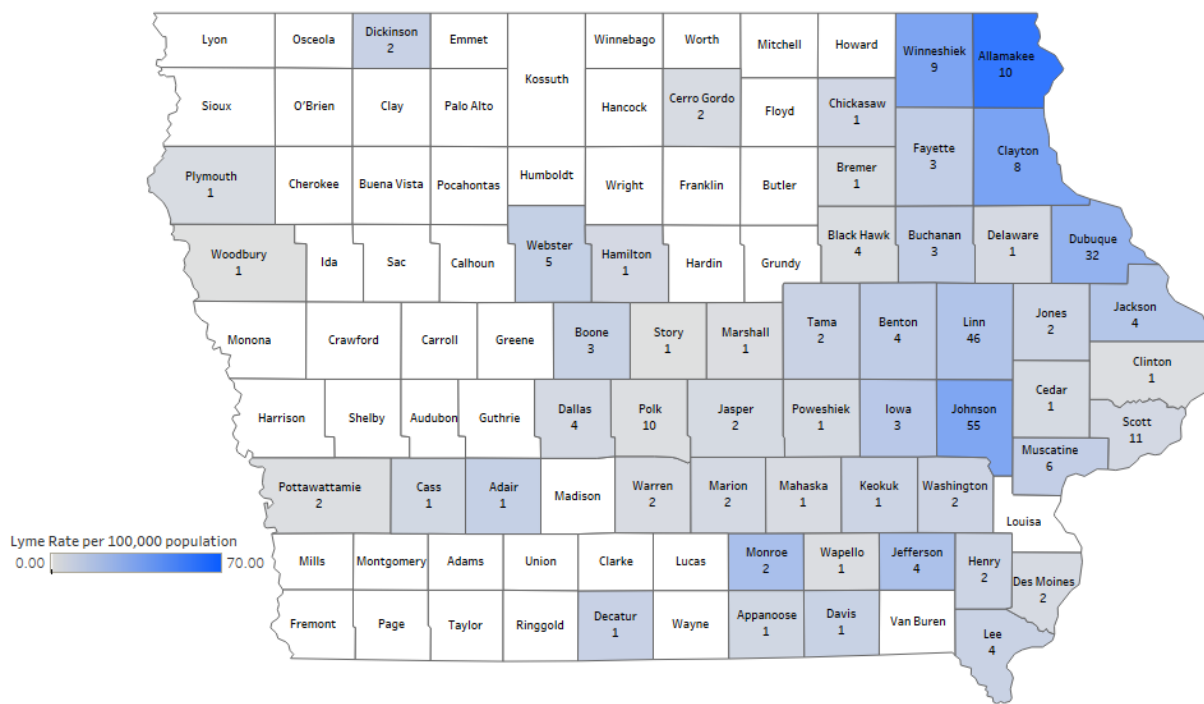 Lyon
Osceola
Dickinson
2
Emmet
Kossuth
Winnebago
Worth
Mitchell
Howard
Winneshiek
9
Allamakee
10
Sioux
O'Brien
Clay
Palo Alto
Hancock
Cerro Gordo
2
Floyd
Chickasaw
1
Fayette
3
Clayton
8
Plymouth
1
Cherokee
Buena Vista
Pocahontas
Humboldt
Wright
Franklin
Butler
Bremer
1
Woodbury
1
Ida
Sac
Calhoun
Webster
5
Hamilton
1
Hardin
Grundy
Black Hawk
4
Buchanan
3
Delaware
1
Dubuque
32
Monona
Crawford
Carroll
Greene
Boone
3
Story
1
Marshall
1
Tama
2
Benton
4
Linn
46
Jones
2
Jackson
4
Clinton
1
Harrison
Shelby
Audubon
Guthrie
Dallas
4
Polk
10
Jasper
2
Poweshiek
1
Iowa
3
Johnson
55
Cedar
1
Scott
11
Muscatine
6
Pottawattamie
2
Cass
1
Adair
1
Madison
Warren
2
Marion
2
Mahaska
1
Keokuk
1
Washington
2
Louisa
Lyme Rate per 100,000 population
0.00
70.00
Mills
Montgomery
Adams
Union
Clarke
Lucas
Monroe
2
Wapello
1
Jefferson
4
Henry
2
Des Moines
2
Fremont
Page
Taylor
Ringgold
Decatur
1
Wayne
Appanoose
1
Davis
1
Van Buren
Lee
4